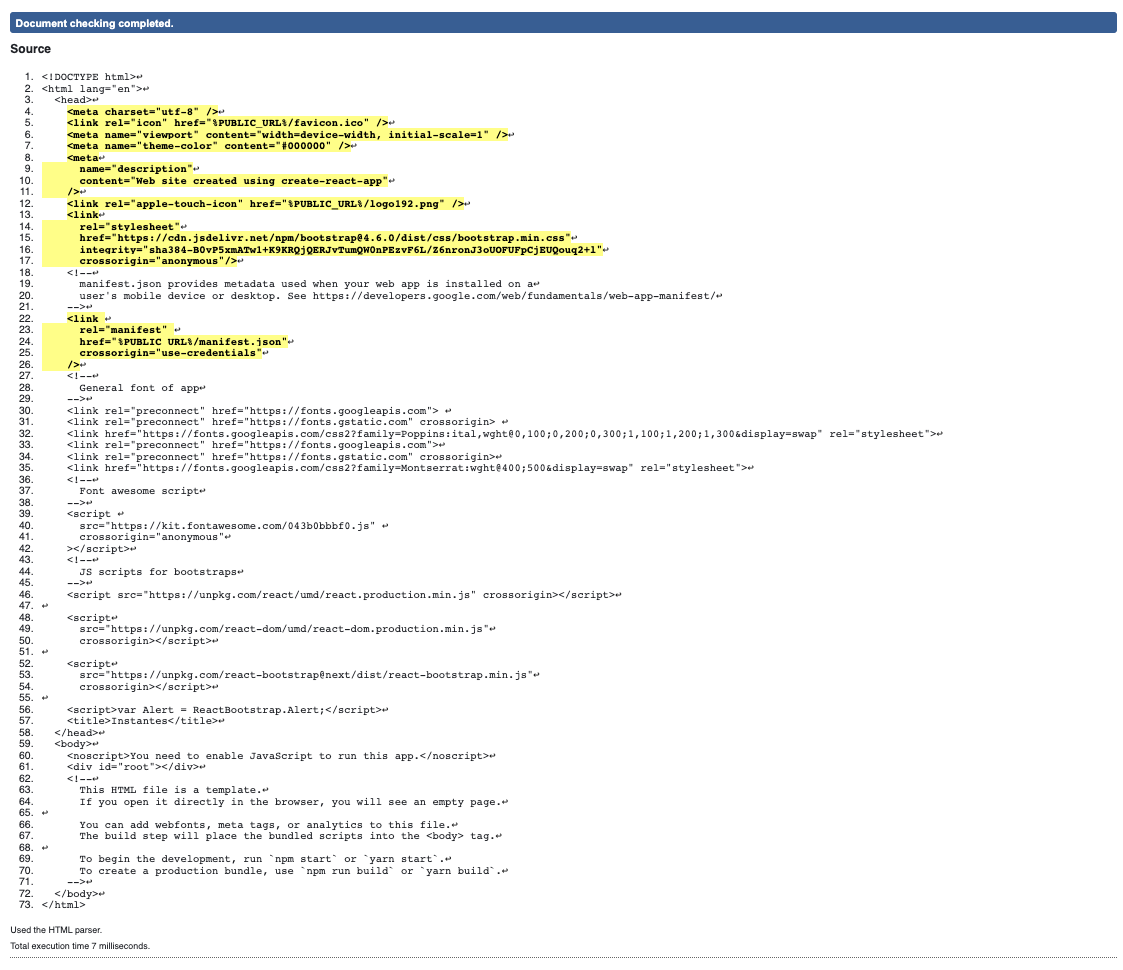 Document checking completed.
Source
1. <!DOCTYPE html>↩
2. <html lang="en">↩
3. <head>↩
4. <meta charset="utf-8" />↩
5. <link rel="icon" href="%PUBLIC_URL%/favicon.ico" />↩
6. <meta name="viewport" content="width=device-width, initial-scale=1" />↩
7. <meta name="theme-color" content="#000000" />↩
8. <meta↩
9. name="description"↩
10. content="Web site created using create-react-app"↩
11. />↩
12. <link rel="apple-touch-icon" href="%PUBLIC_URL%/logo192.png" />↩
13. <link↩
14. rel="stylesheet"↩
15. href="https://cdn.jsdelivr.net/npm/bootstrap@4.6.0/dist/css/bootstrap.min.css"↩
16. integrity="sha384-B0vP5xmATw1+K9KRQjQERJvTumQW0nPEzvF6L/Z6nronJ3oUOFUFpCjEUQouq2+l"↩
17. crossorigin="anonymous"/>↩
18. <!--↩
19. manifest.json provides metadata used when your web app is installed on a↩
20. user's mobile device or desktop. See https://developers.google.com/web/fundamentals/web-app-manifest/↩
21. -->↩
22. <link ↩
23. rel="manifest" ↩
24. href="%PUBLIC_URL%/manifest.json"↩
25. crossorigin="use-credentials"↩
26. />↩
27. <!--↩
28. General font of app↩
29. -->↩
30. <link rel="preconnect" href="https://fonts.googleapis.com"> ↩
31. <link rel="preconnect" href="https://fonts.gstatic.com" crossorigin> ↩
32. <link href="https://fonts.googleapis.com/css2?family=Poppins:ital,wght@0,100;0,200;0,300;1,100;1,200;1,300&display=swap" rel="stylesheet">↩
33. <link rel="preconnect" href="https://fonts.googleapis.com">↩
34. <link rel="preconnect" href="https://fonts.gstatic.com" crossorigin>↩
35. <link href="https://fonts.googleapis.com/css2?family=Montserrat:wght@400;500&display=swap" rel="stylesheet">↩
36. <!--↩
37. Font awesome script↩
38. -->↩
39. <script ↩
40. src="https://kit.fontawesome.com/043b0bbbf0.js" ↩
41. crossorigin="anonymous"↩
42. ></script>↩
43. <!--↩
44. JS scripts for bootstraps↩
45. -->↩
46. <script src="https://unpkg.com/react/umd/react.production.min.js" crossorigin></script>↩
47. ↩
48. <script↩
49. src="https://unpkg.com/react-dom/umd/react-dom.production.min.js"↩
50. crossorigin></script>↩
51. ↩
52. <script↩
53. src="https://unpkg.com/react-bootstrap@next/dist/react-bootstrap.min.js"↩
54. crossorigin></script>↩
55. ↩
56. <script>var Alert = ReactBootstrap.Alert;</script>↩
57. <title>Instantes</title>↩
58. </head>↩
59. <body>↩
60. <noscript>You need to enable JavaScript to run this app.</noscript>↩
61. <div id="root"></div>↩
62. <!--↩
63. This HTML file is a template.↩
64. If you open it directly in the browser, you will see an empty page.↩
65. ↩
66. You can add webfonts, meta tags, or analytics to this file.↩
67. The build step will place the bundled scripts into the <body> tag.↩
68. ↩
69. To begin the development, run `npm start` or `yarn start`.↩
70. To create a production bundle, use `npm run build` or `yarn build`.↩
71. -->↩
72. </body>↩
73. </html>
Used the HTML parser.
Total execution time 7 milliseconds.